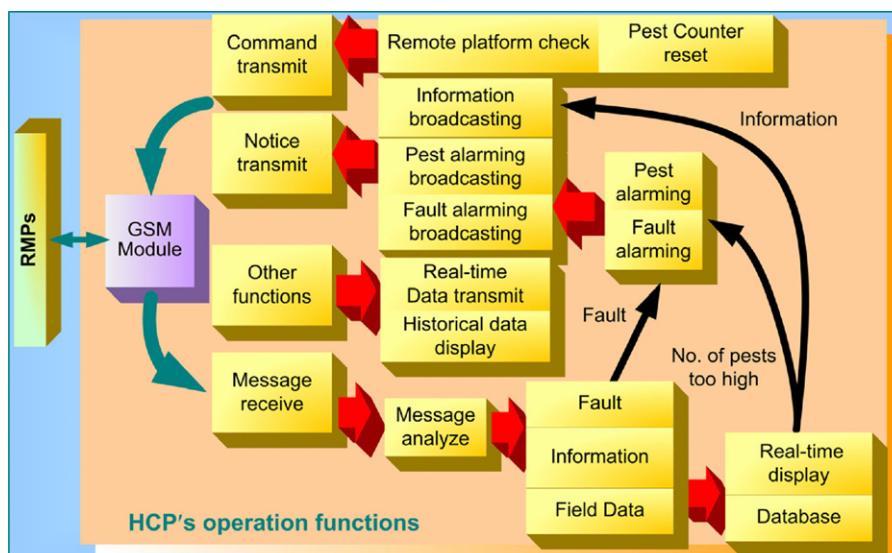 Command
transmit
Remote platform check
Pest Counter
reset
Information
broadcasting
Information
Notice
transmit
Pest alarming
broadcasting
Pest
alarming
Fault alarming
broadcasting
Fault
alarming
RMPs
GSM
Module
Other
functions
Real-time
Data transmit
Historical data
display
Fault
No. of pests
too high
Message
receive
Message
analyze
Fault
Information
Field Data
Real-time
display
Database
HCP's operation functions